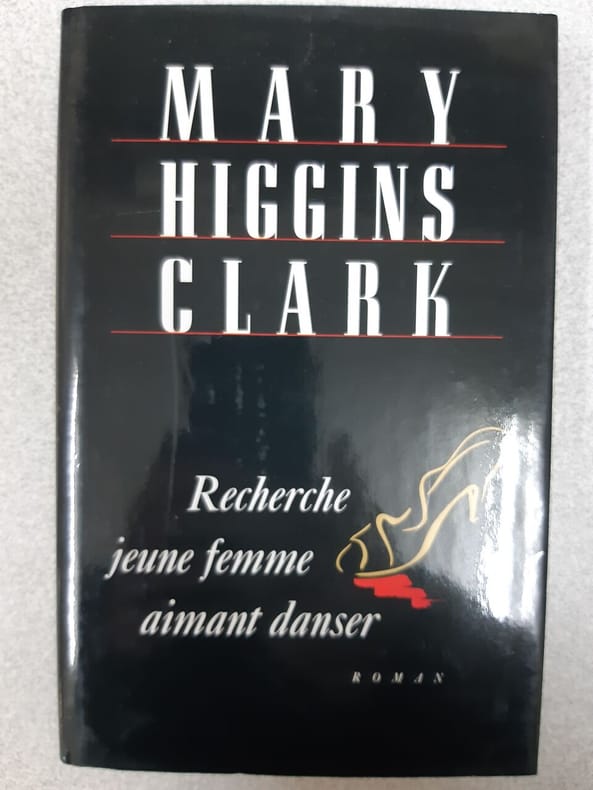 MARY
HIGGINS
CLARK
Recherche
jeune femme
aimant danser
ROMAN